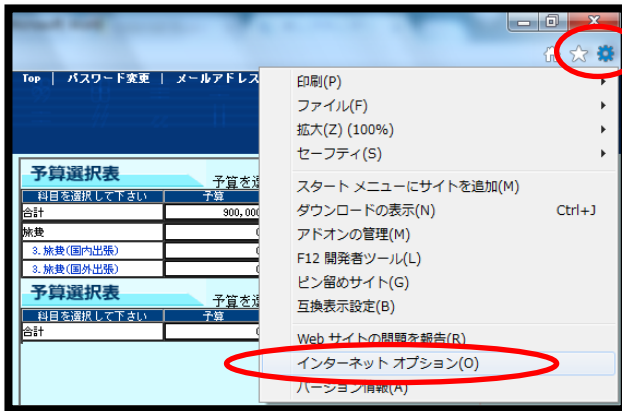 Top | パスワード変更 | メールアドレス
印刷(P)
ファイル(F)
拡大(Z) (100%)
セーフティ(S)
スタート メニューにサイトを追加(M)
ダウンロードの表示(N) Ctrl+J
アドオンの管理(M)
F12 開発者ツール(L)
ピン留めサイト(G)
互換表示設定(B)
Web サイトの問題を報告(R)
インターネット オプション(O)
バージョン情報(A)
予算選択表 予算を選
科目を選択して下さい 予算
合計 900,000
旅費
3.旅費(国内出張)
3.旅費(国外出張)
予算選択表 予算を選
科目を選択して下さい 予算
合計